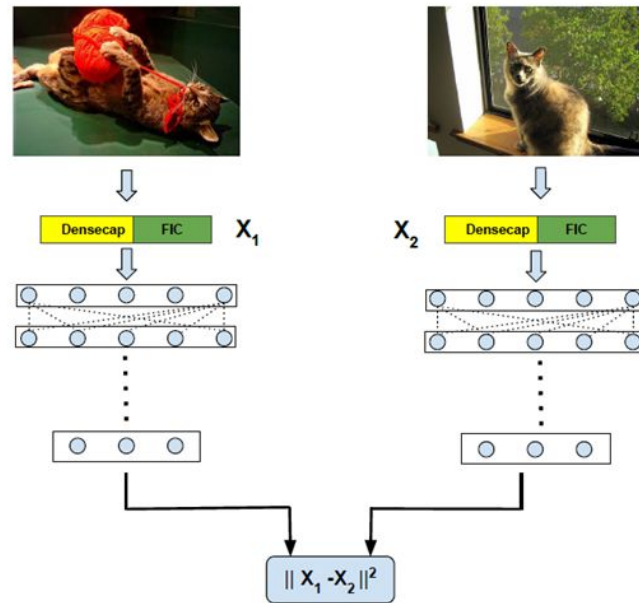 Densecap FIC X₁
X₂ Densecap FIC
|| X₁ -X₂ ||²